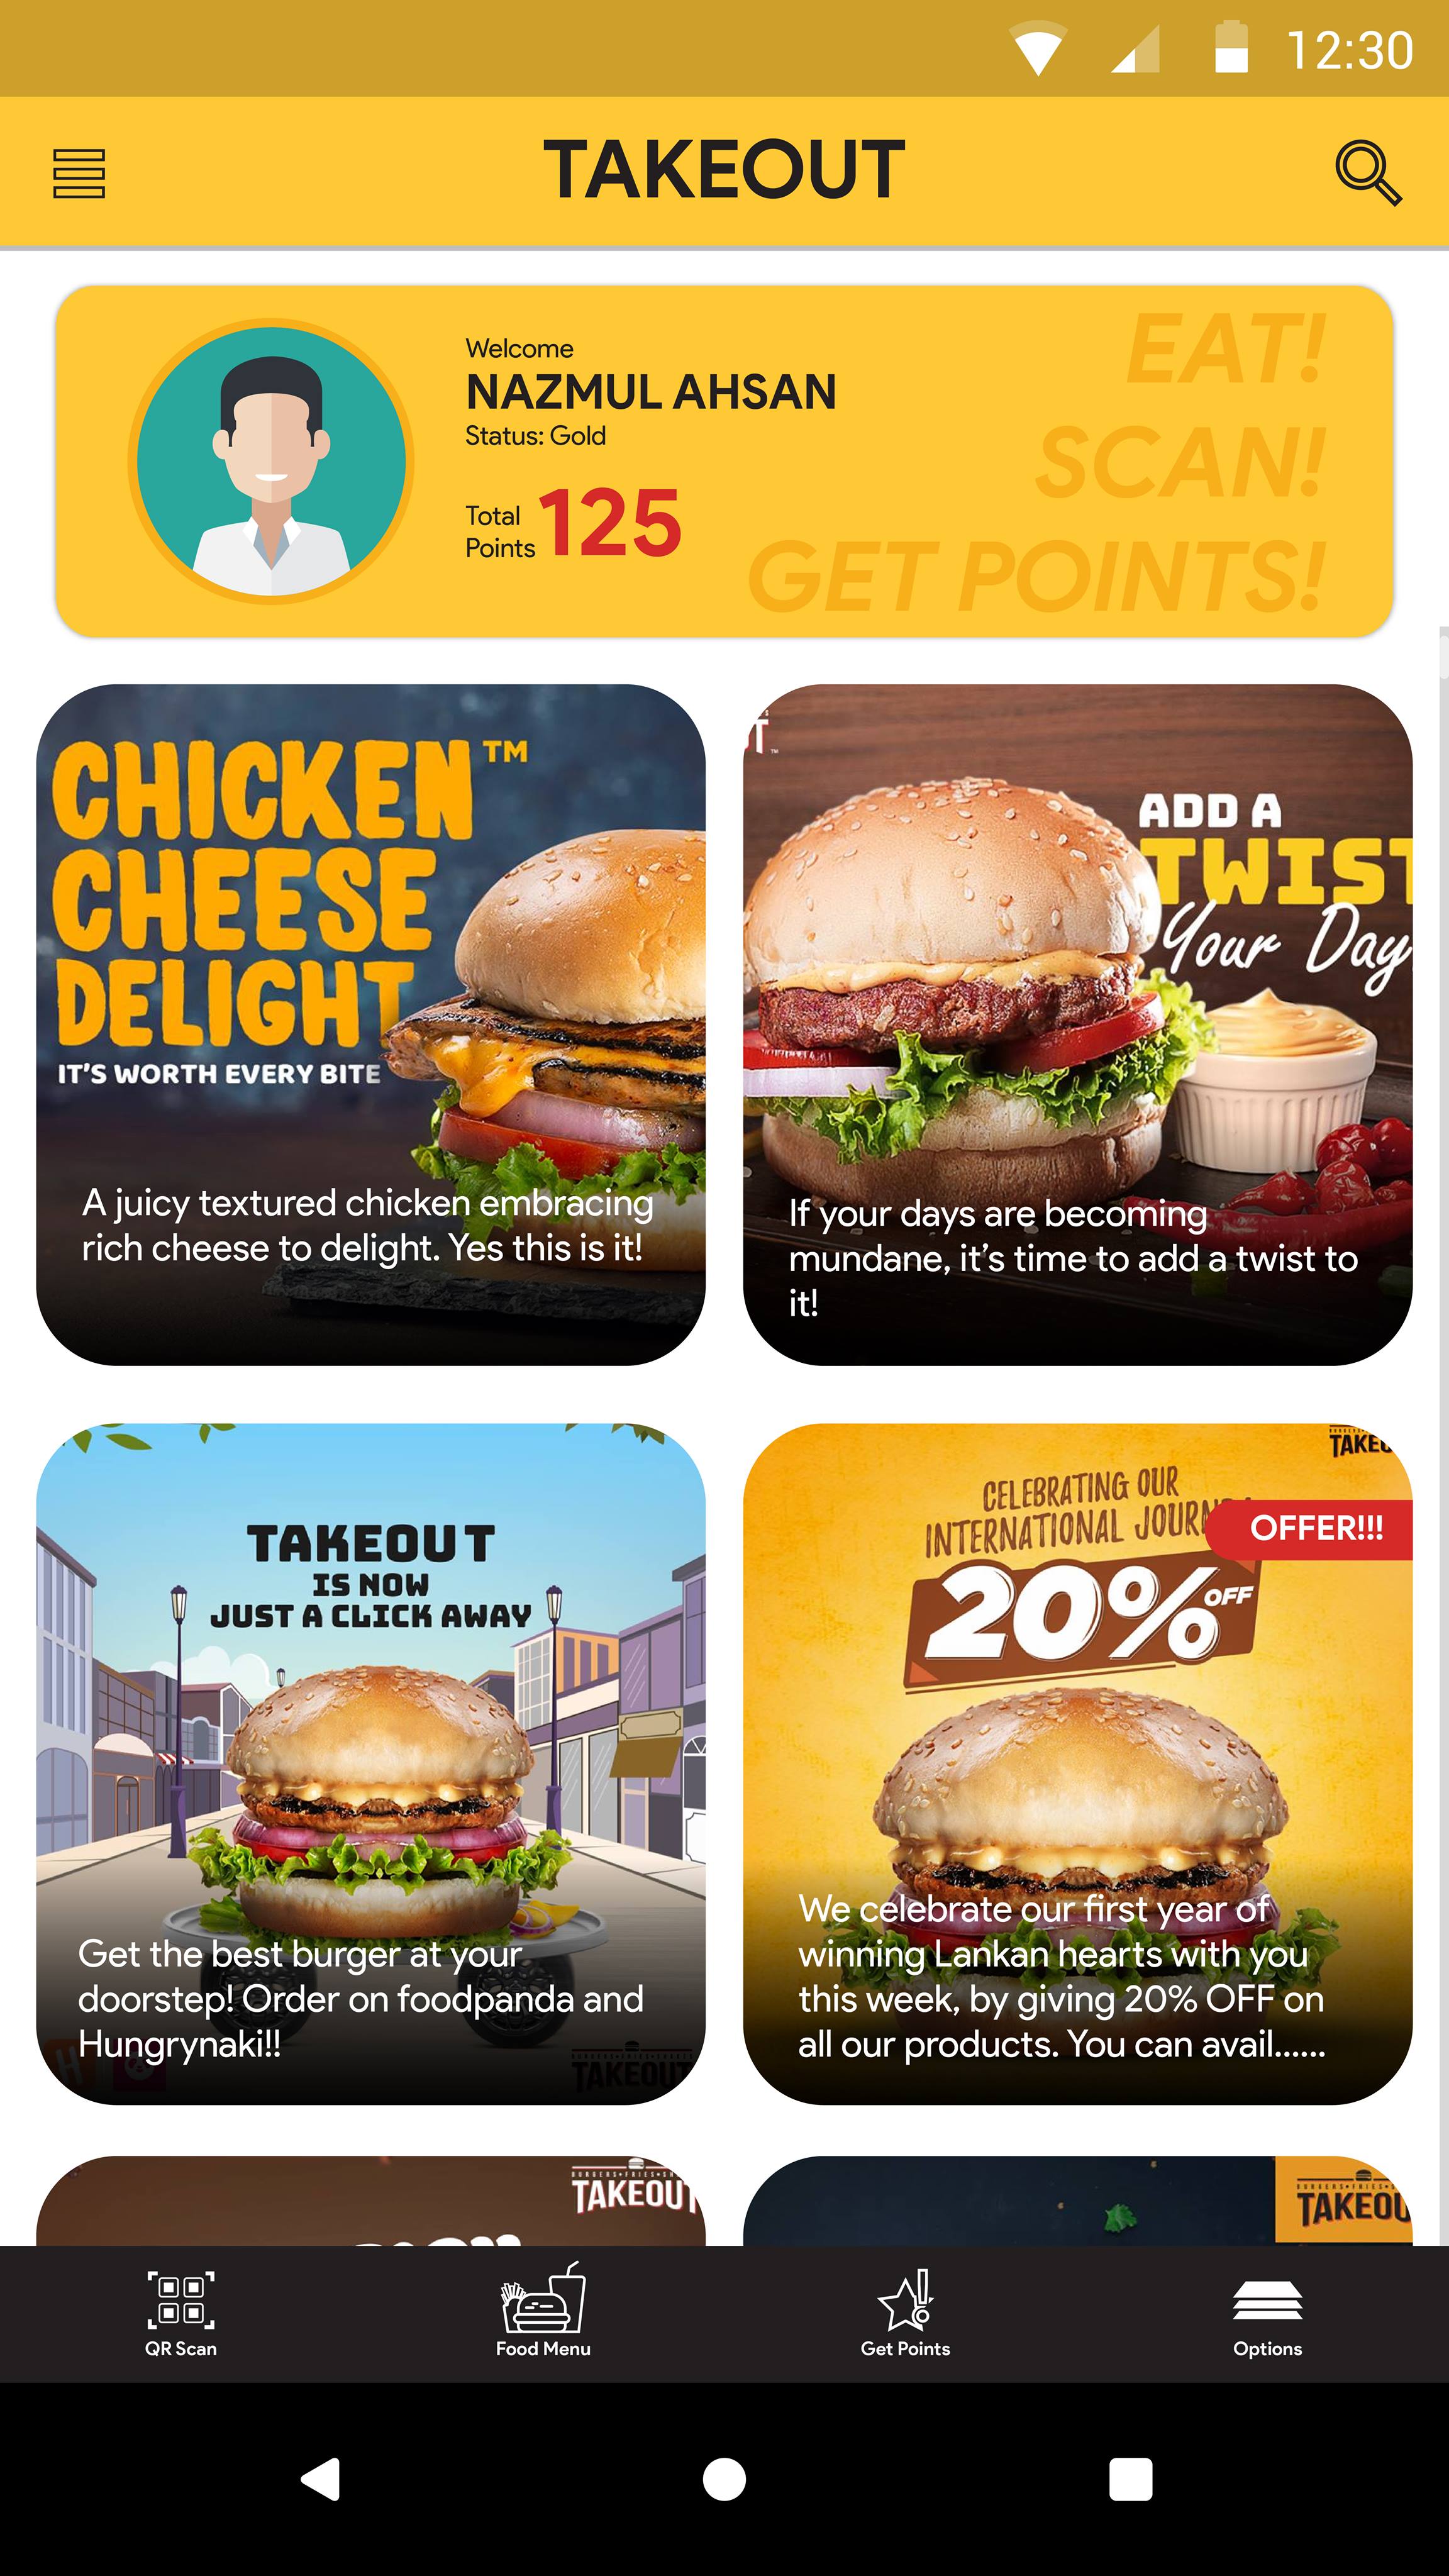 12:30
TAKEOUT
Welcome
NAZMUL AHSAN
Status: Gold
Total
Points 125
EAT!
SCAN!
GET POINTS!
CHICKEN™
CHEESE
DELIGHT
IT'S WORTH EVERY BITE
A juicy textured chicken embracing
rich cheese to delight. Yes this is it!
ADD A
TWIST
Your Day
If your days are becoming
mundane, it's time to add a twist to
it!
TAKEOUT
IS NOW
JUST A CLICK AWAY
Get the best burger at your
doorstep! Order on foodpanda and
Hungrynaki!!
TAKEOUT
TAKEO
CELEBRATING OUR
INTERNATIONAL JOURN
OFFER!!!
20% OFF
We celebrate our first year of
winning Lankan hearts with you
this week, by giving 20% OFF on
all our products. You can avail......
TAKEOUT
TAKEOU
QR Scan
Food Menu
Get Points
Options